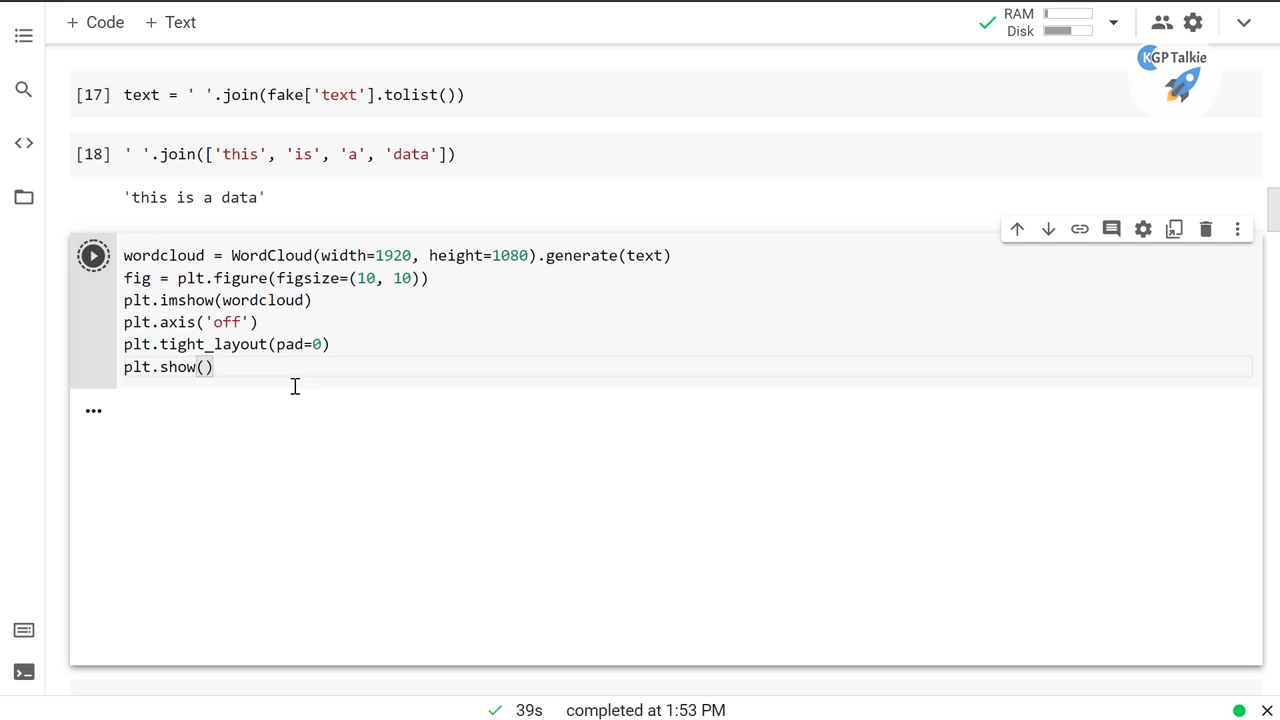 + Code + Text
RAM
Disk
KGPTalkie
[17] text = ' '.join(fake['text'].tolist())
[18] ' '.join(['this', 'is', 'a', 'data'])
'this is a data'
wordcloud = WordCloud(width=1920, height=1080).generate(text)
fig = plt.figure(figsize=(10, 10))
plt.imshow(wordcloud)
plt.axis('off')
plt.tight_layout(pad=0)
plt.show()
39s completed at 1:53 PM